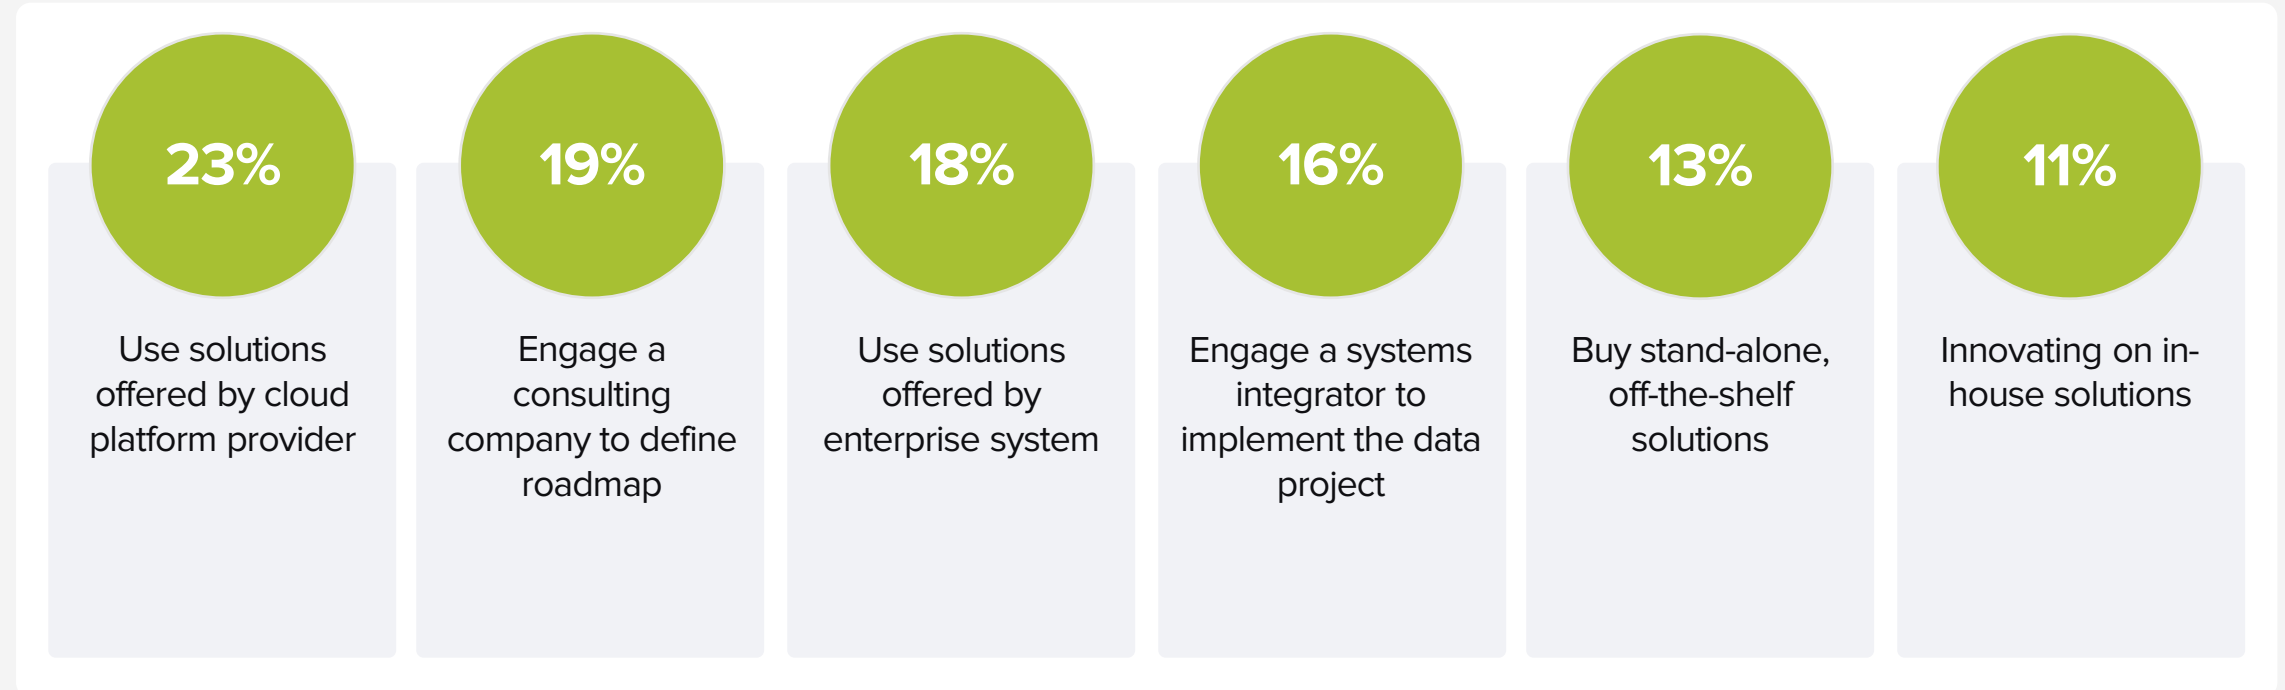 23%
19%
18%
16%
13%
11%
Use solutions
offered by cloud
platform provider
Engage a
consulting
company to define
roadmap
Use solutions
offered by
enterprise system
Engage a systems
integrator to
implement the data
project
Buy stand-alone,
off-the-shelf
solutions
Innovating on in-
house solutions